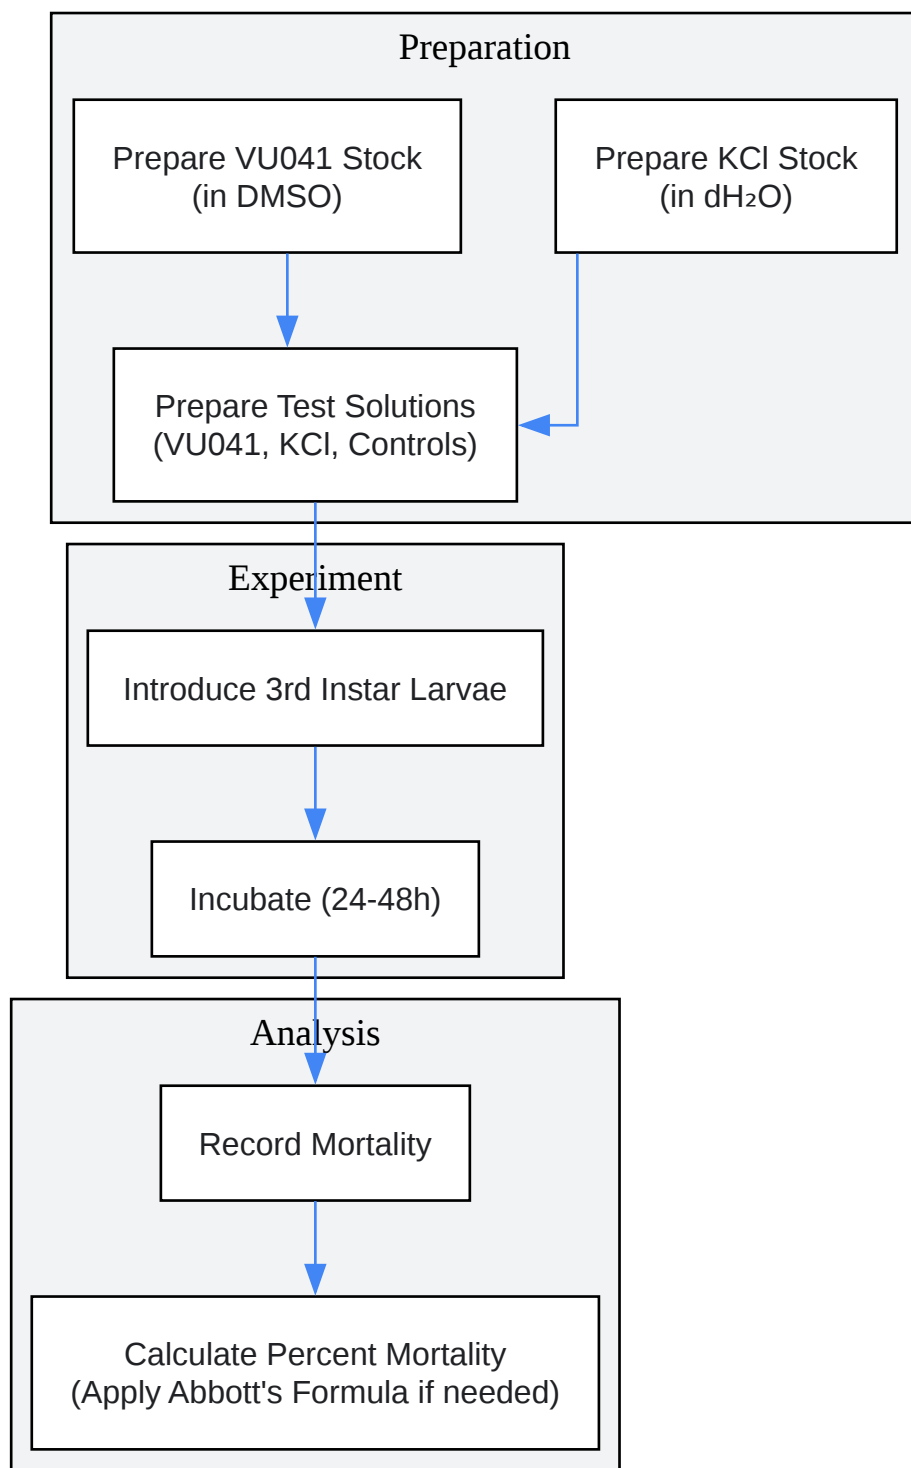 Preparation
Prepare VU041 Stock
(in DMSO)
Prepare KCl Stock
(in dH₂O)
Prepare Test Solutions
(VU041, KCl, Controls)
Experiment
Introduce 3rd Instar Larvae
Incubate (24-48h)
Analysis
Record Mortality
Calculate Percent Mortality
(Apply Abbott's Formula if needed)